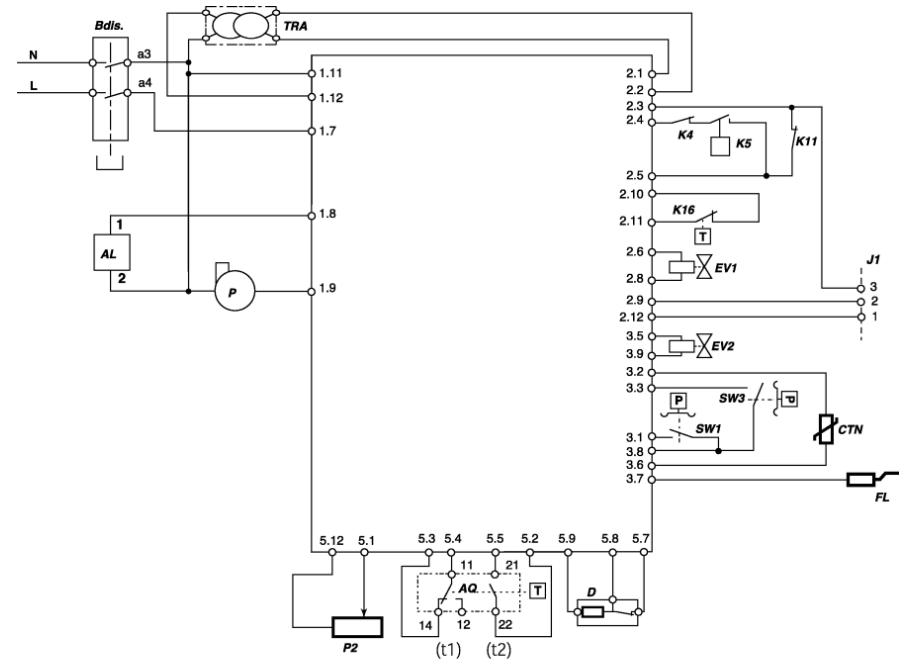 Bdis.
TRA
N
a3
L
a4
1.11
1.12
1.7
1.8
1.9
1
AL
2
P
2.1
2.2
2.3
2.4
K4
K5
K11
2.5
2.10
2.11
K16
T
2.6
EV1
2.8
J1
3
2.9
2
2.12
1
3.5
EV2
3.9
3.2
3.3
SW3
P
P
SW1
CTN
3.1
3.8
3.6
3.7
FL
5.12
5.1
5.3
5.4
5.5
5.2
5.9
5.8
5.7
11
21
AQ
T
D
14
12
22
P2
(t1)
(t2)